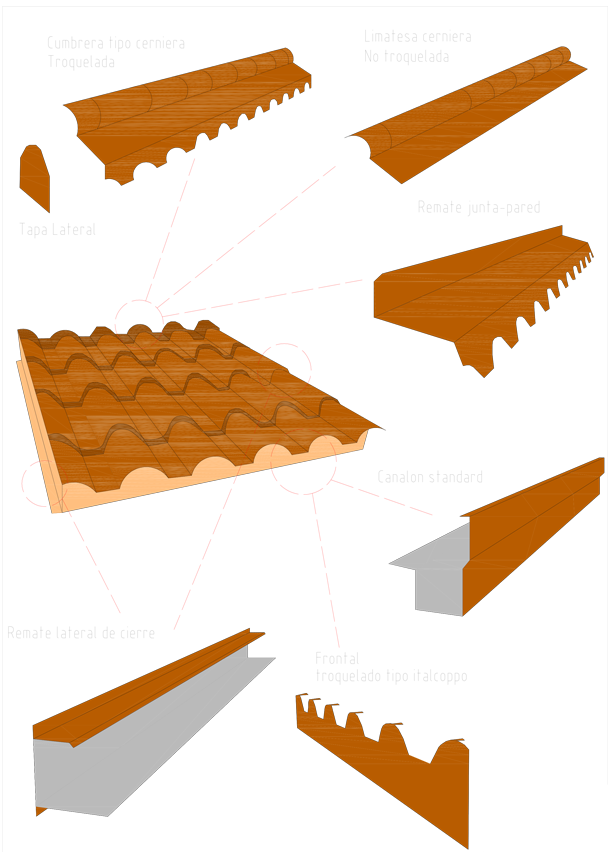 Cumbrera tipo cerniera
Troquelada
Limatesa cerniera
No troquelada
Tapa Lateral
Remate junta-pared
Canalon standard
Remate lateral de cierre
Frontal
troquelado tipo italcoppo